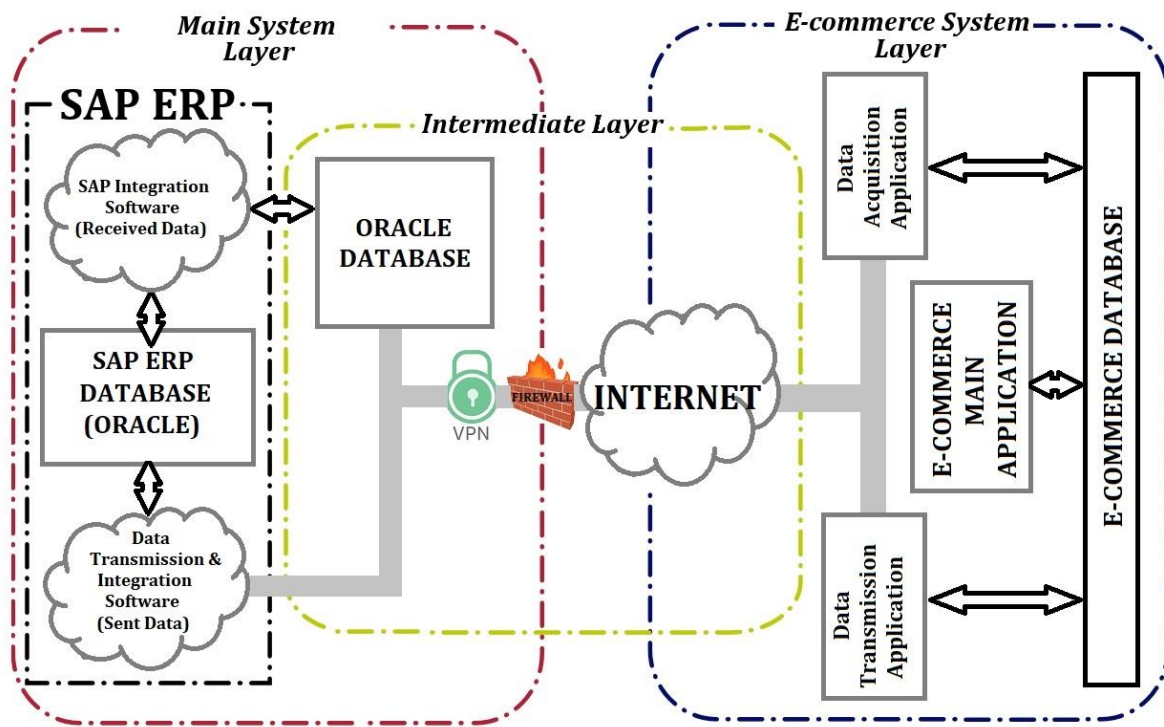 Main System
Layer
E-commerce System
Layer
SAP ERP
Intermediate Layer
SAP Integration
Software
(Received Data)
ORACLE
DATABASE
SAP ERP
DATABASE
(ORACLE)
Data
Transmission &
Integration
Software
(Sent Data)
VPN
FIREWALL
INTERNET
Data
Acquisition
Application
E-COMMERCE
MAIN
APPLICATION
Data
Transmission
Application
E-COMMERCE DATABASE